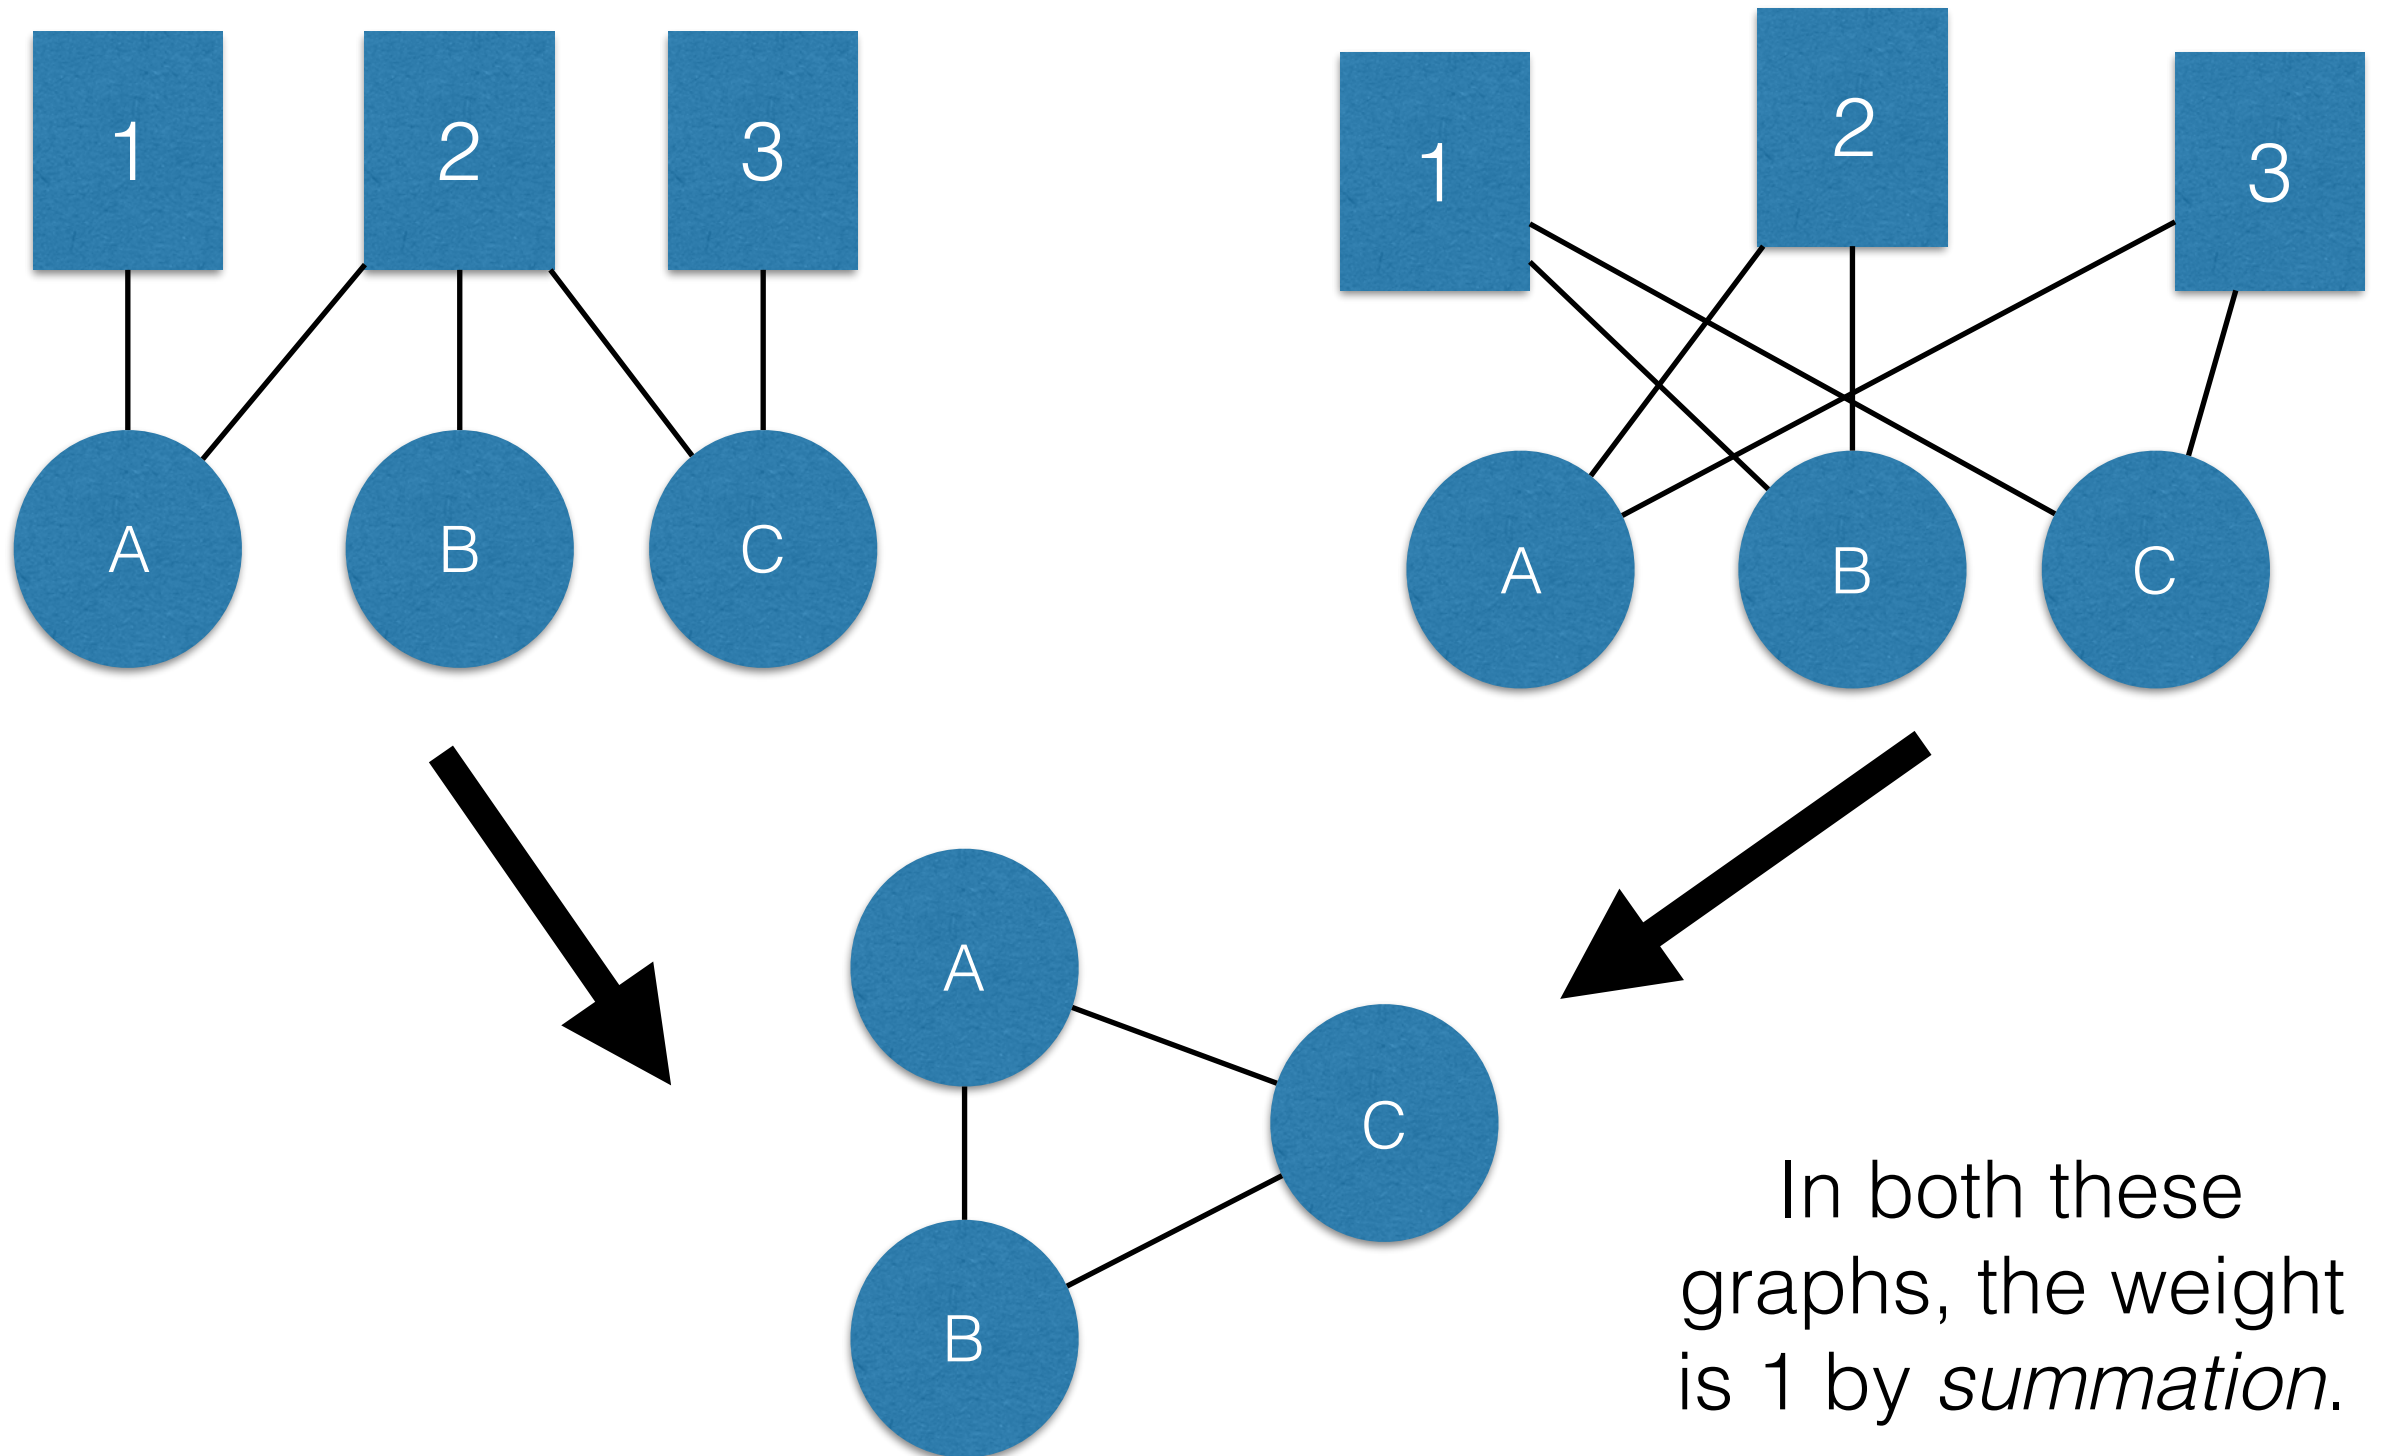 1
2
3
A
B
C
1
2
3
A
B
C
A
C
B
In both these
graphs, the weight
is 1 by summation.